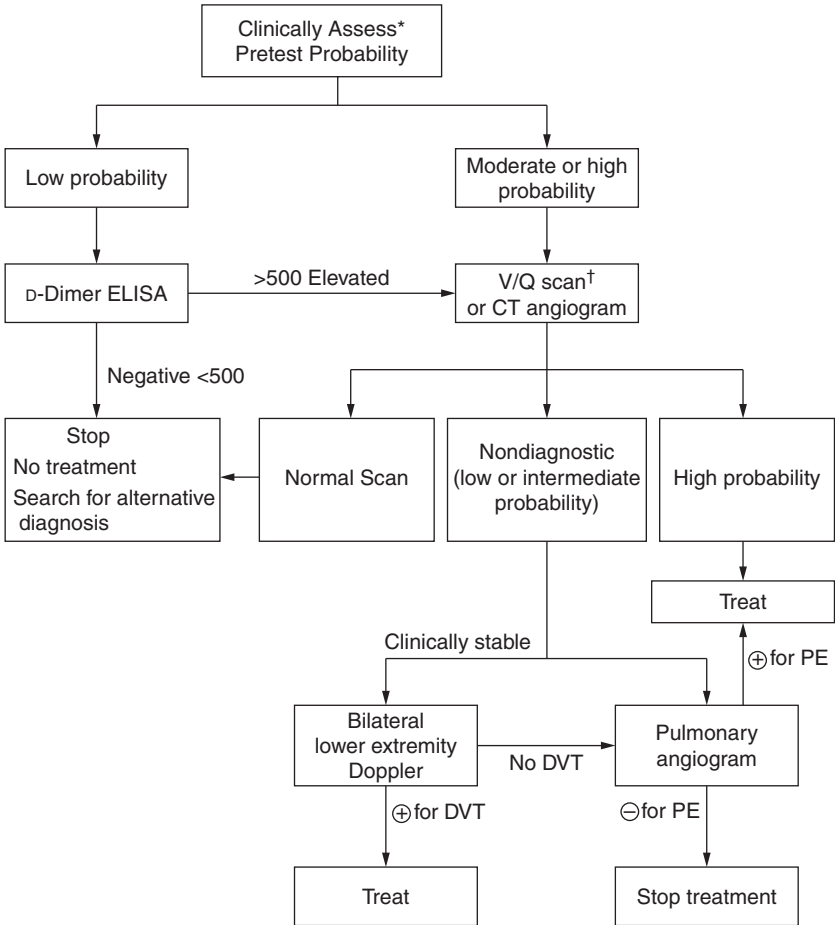 Clinically Assess*
Pretest Probability
Low probability
Moderate or high
probability
D-Dimer ELISA
>500 Elevated
V/Q scan†
or CT angiogram
Negative <500
Stop
No treatment
Search for alternative
diagnosis
Normal Scan
Nondiagnostic
(low or intermediate
probability)
High probability
Treat
Clinically stable
⊕ for PE
Bilateral
lower extremity
Doppler
No DVT
Pulmonary
angiogram
⊕ for DVT
⊖ for PE
Treat
Stop treatment